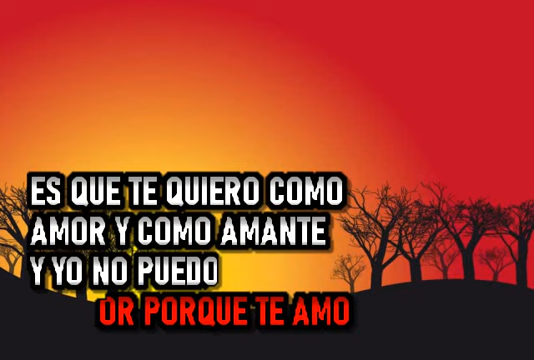 ES QUE TE QUIERO COMO
AMOR Y COMO AMANTE
Y YO NO PUEDO
OR PORQUE TE AMO